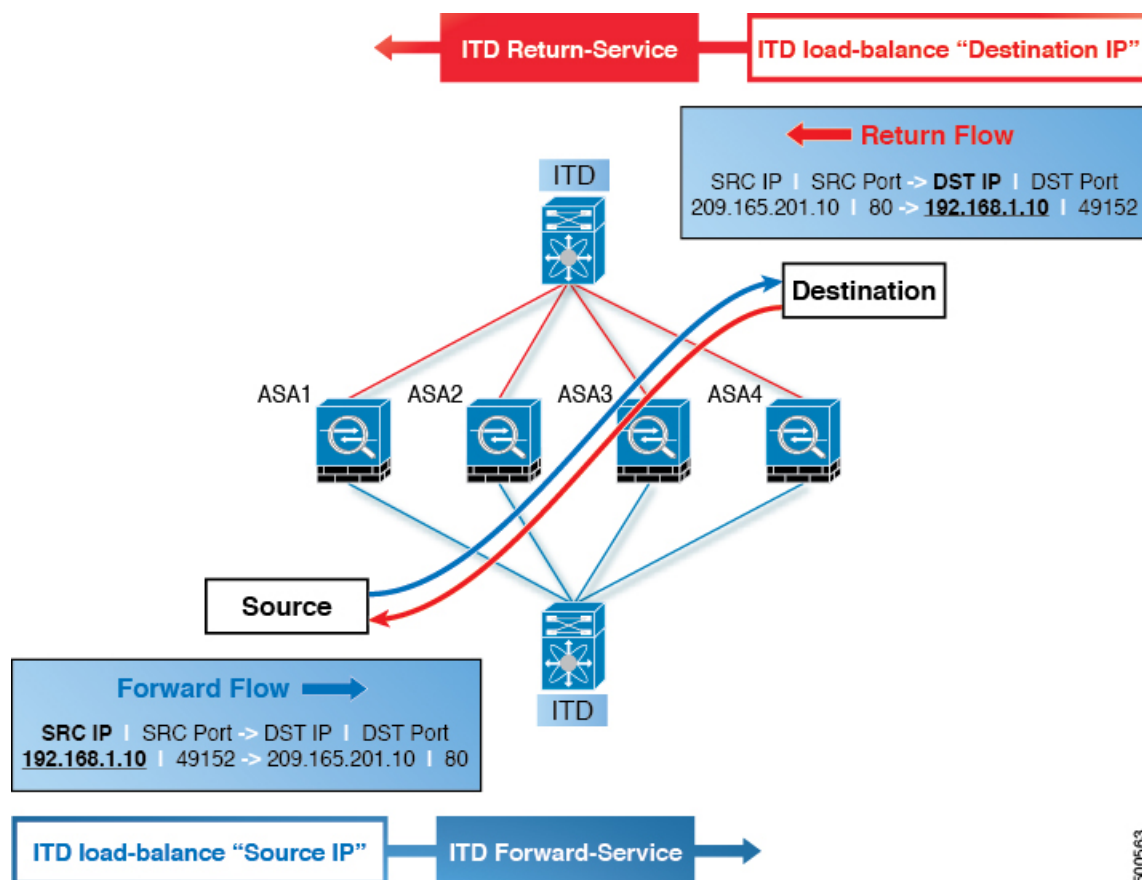 ITD Return-Service
ITD load-balance “Destination IP”
Return Flow
SRC IP | SRC Port -> DST IP | DST Port
209.165.201.10 | 80 -> 192.168.1.10 | 49152
ITD
Destination
ASA1
ASA2
ASA3
ASA4
Source
ITD
Forward Flow
SRC IP | SRC Port -> DST IP | DST Port
192.168.1.10 | 49152 -> 209.165.201.10 | 80
ITD load-balance “Source IP”
ITD Forward-Service